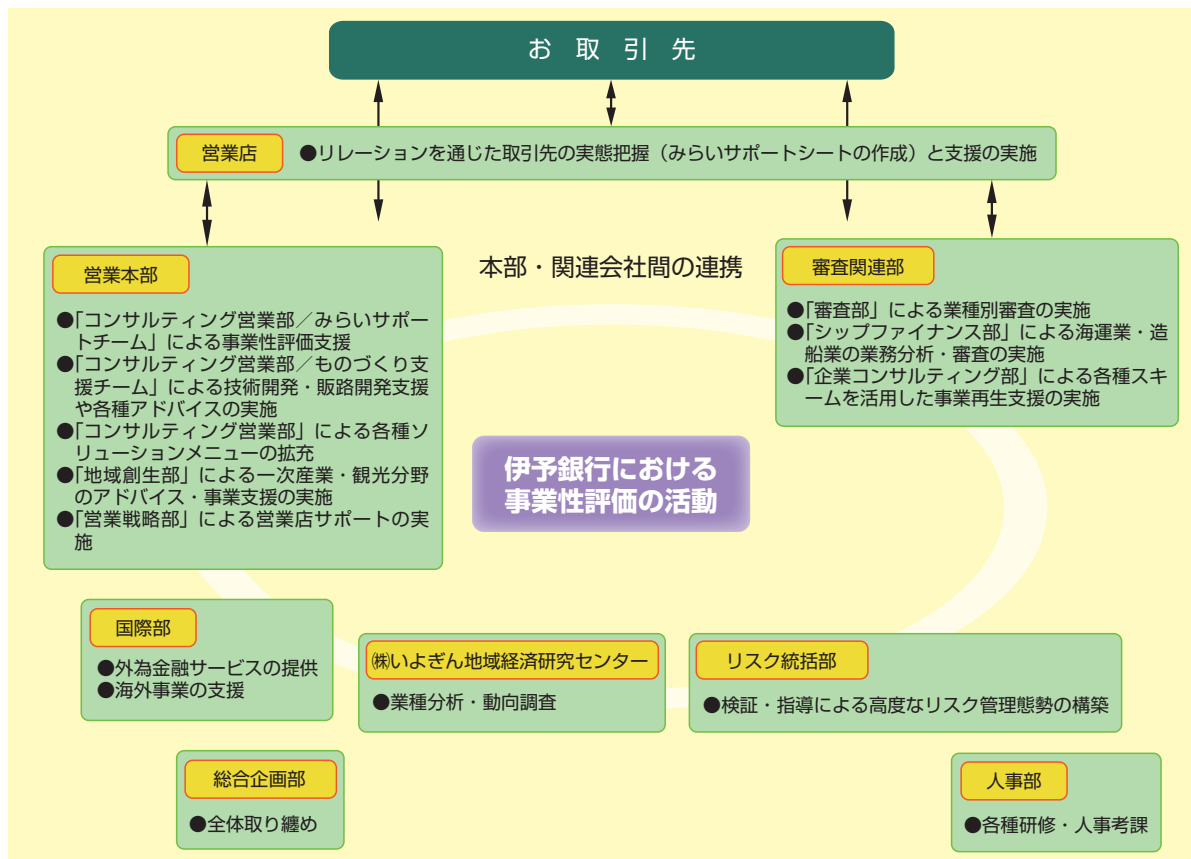 お取引先
営業店
●リレーションを通じた取引先の実態把握（みらいサポートシートの作成）と支援の実施
本部・関連会社間の連携
営業本部
●「コンサルティング営業部／みらいサポー
トチーム」による事業性評価支援
●「コンサルティング営業部／ものづくり支
援チーム」による技術開発・販路開発支援
や各種アドバイスの実施
●「コンサルティング営業部」による各種ソ
リューションメニューの拡充
●「地域創生部」による一次産業・観光分野
のアドバイス・事業支援の実施
●「営業戦略部」による営業店サポートの実
施
審査関連部
●「審査部」による業種別審査の実施
●「シップファイナンス部」による海運業・造
船業の業務分析・審査の実施
●「企業コンサルティング部」による各種スキ
ームを活用した事業再生支援の実施
伊予銀行における
事業性評価の活動
国際部
●外為金融サービスの提供
●海外事業の支援
㈱いよぎん地域経済研究センター
●業種分析・動向調査
リスク統括部
●検証・指導による高度なリスク管理態勢の構築
総合企画部
●全体取り纏め
人事部
●各種研修・人事考課